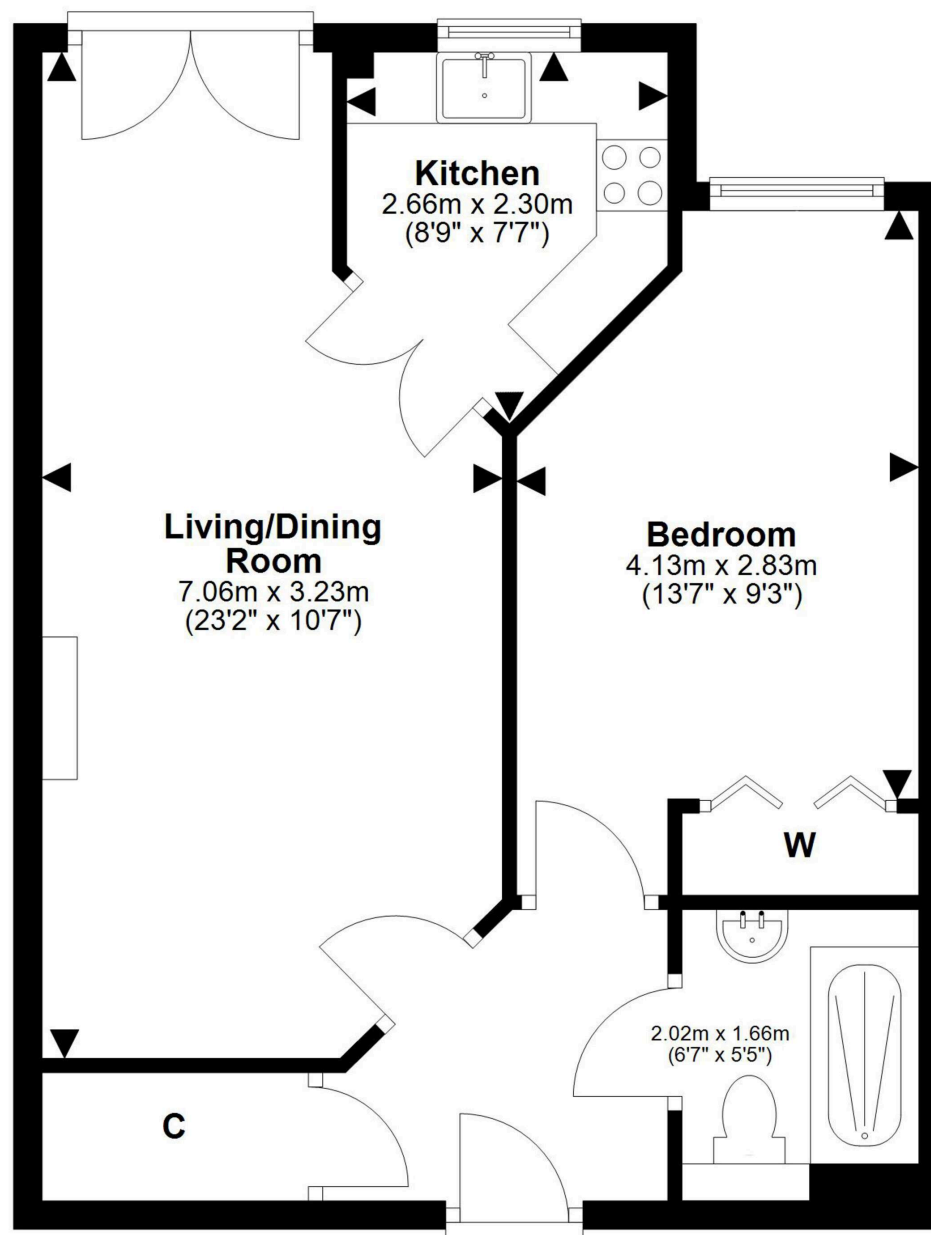 Kitchen
2.66m x 2.30m
(8'9" x 7'7")
Living/Dining
Room
7.06m x 3.23m
(23'2" x 10'7")
Bedroom
4.13m x 2.83m
(13'7" x 9'3")
W
2.02m x 1.66m
(6'7" x 5'5")
C